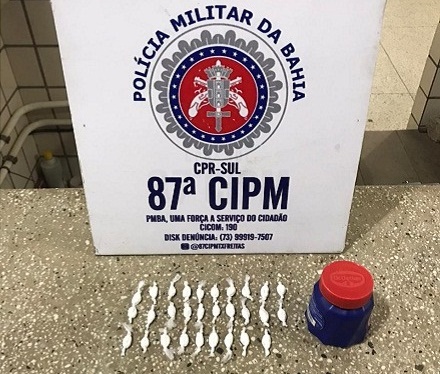 POLÍCIA MILITAR DA BAHIA
CPR-SUL
87ª CIPM
PMBA, UMA FORÇA A SERVIÇO DO CIDADÃO
CICOM: 190
DISK DENÚNCIA: (73) 99919-7507
@87CIPMTXFREITAS